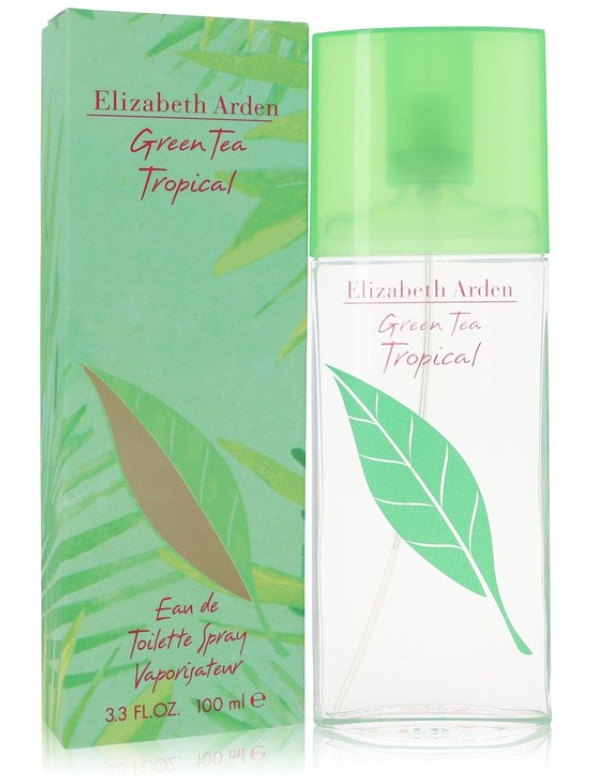 Elizabeth Arden
Green Tea
Tropical
Eau de
Toilette Spray
Vaporisateur
3.3 FL.OZ. 100 ml ℮
Elizabeth Arden
Green Tea
Tropical